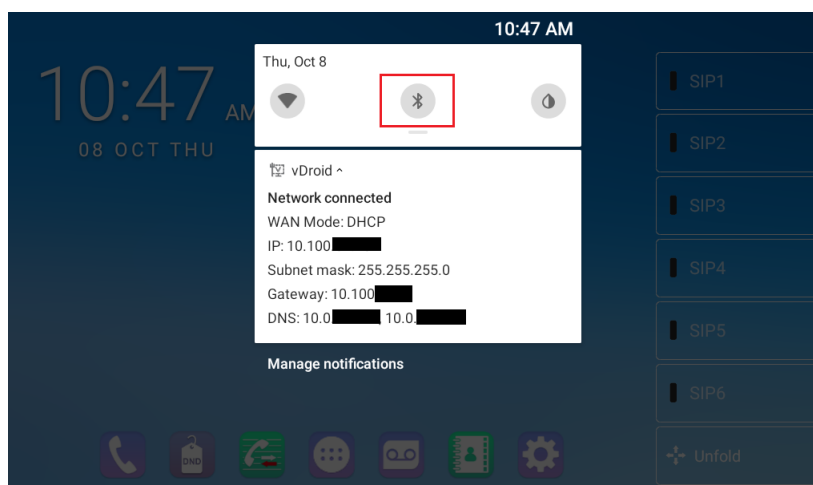 10:47 AM
Thu, Oct 8
10:47 AM
08 OCT THU
vDroid
Network connected
WAN Mode: DHCP
IP: 10.100
Subnet mask: 255.255.255.0
Gateway: 10.100
DNS: 10.0 , 10.0.
Manage notifications
SIP1
SIP2
SIP3
SIP4
SIP5
SIP6
DND
Unfold